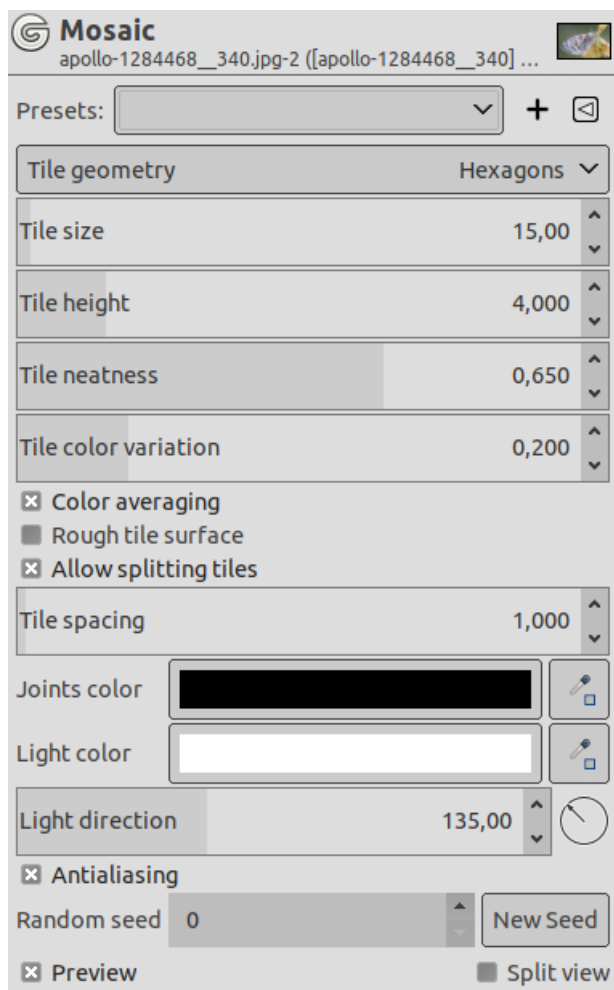 Mosaic
apollo-1284468__340.jpg-2 ([apollo-1284468__340] ...
Presets:
Tile geometry Hexagons
Tile size 15,00
Tile height 4,000
Tile neatness 0,650
Tile color variation 0,200
Color averaging
Rough tile surface
Allow splitting tiles
Tile spacing 1,000
Joints color
Light color
Light direction 135,00
Antialiasing
Random seed 0 New Seed
Preview Split view